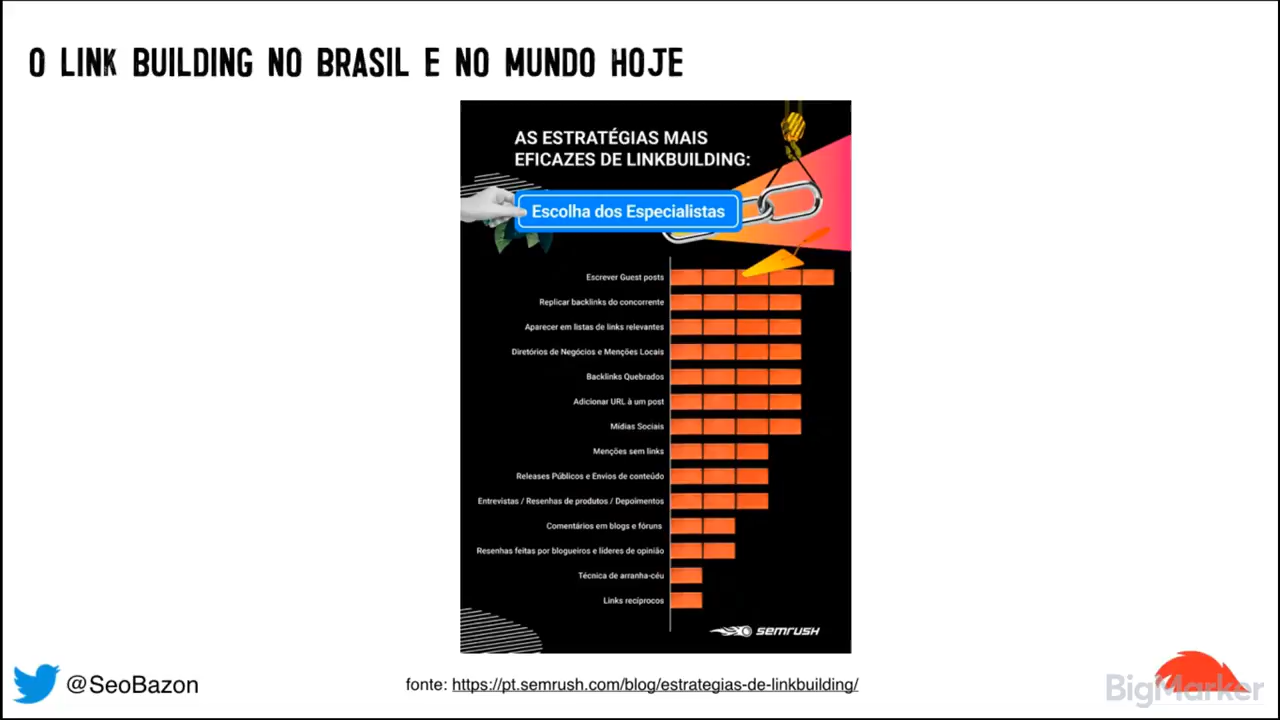 O LINK BUILDING NO BRASIL E NO MUNDO HOJE
AS ESTRATÉGIAS MAIS
EFICAZES DE LINKBUILDING:
Escolha dos Especialistas
Escrever Guest posts
Replicar backlinks do concorrente
Aparecer em listas de links relevantes
Diretórios de Negócios e Menções Locais
Backlinks Quebrados
Adicionar URL à um post
Mídias Sociais
Menções sem links
Releases Públicos e Envios de conteúdo
Entrevistas / Resenhas de produtos / Depoimentos
Comentários em blogs e fóruns
Resenhas feitas por blogueiros e líderes de opinião
Técnica de arranha-céu
Links recíprocos
SEMRUSH
@SeoBazon
fonte: https://pt.semrush.com/blog/estrategias-de-linkbuilding/
BigMarker